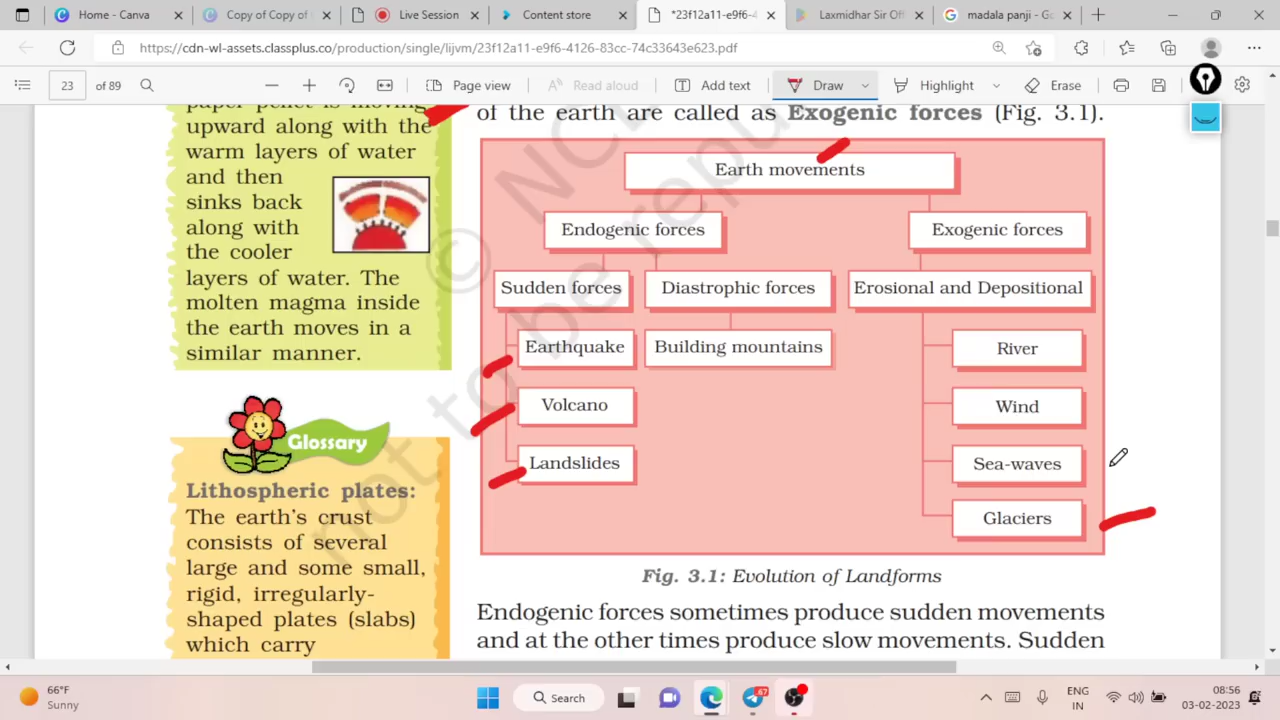 Home - Canva
Copy of Copy of
Live Session
Content store
*23f12a11-e9f6-4
Laxmidhar Sir Off
madala panji - Go
https://cdn-wl-assets.classplus.co/production/single/lijvm/23f12a11-e9f6-4126-83cc-74c33643e623.pdf
23 of 89
Page view
Read aloud
Add text
Draw
Highlight
Erase
paper pellet is moving
upward along with the
warm layers of water
and then
sinks back
along with
the cooler
layers of water. The
molten magma inside
the earth moves in a
similar manner.
Glossary
Lithospheric plates:
The earth's crust
consists of several
large and some small,
rigid, irregularly-
shaped plates (slabs)
which carry
of the earth are called as Exogenic forces (Fig. 3.1).
Earth movements
Endogenic forces
Exogenic forces
Sudden forces
Diastrophic forces
Erosional and Depositional
Earthquake
Building mountains
River
Volcano
Wind
Landslides
Sea-waves
Glaciers
Fig. 3.1: Evolution of Landforms
Endogenic forces sometimes produce sudden movements
and at the other times produce slow movements. Sudden
not to be republ
© NC
66°F
Sunny
Search
67
ENG
IN
08:56
03-02-2023